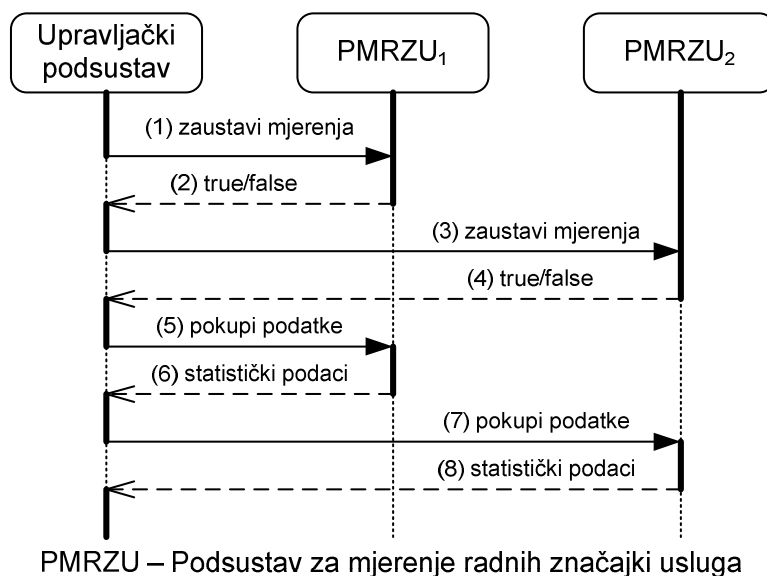 Upravljački
podsustav
PMRZU₁
PMRZU₂
(1) zaustavi mjerenja
(2) true/false
(3) zaustavi mjerenja
(4) true/false
(5) pokupi podatke
(6) statistički podaci
(7) pokupi podatke
(8) statistički podaci
PMRZU – Podsustav za mjerenje radnih značajki usluga